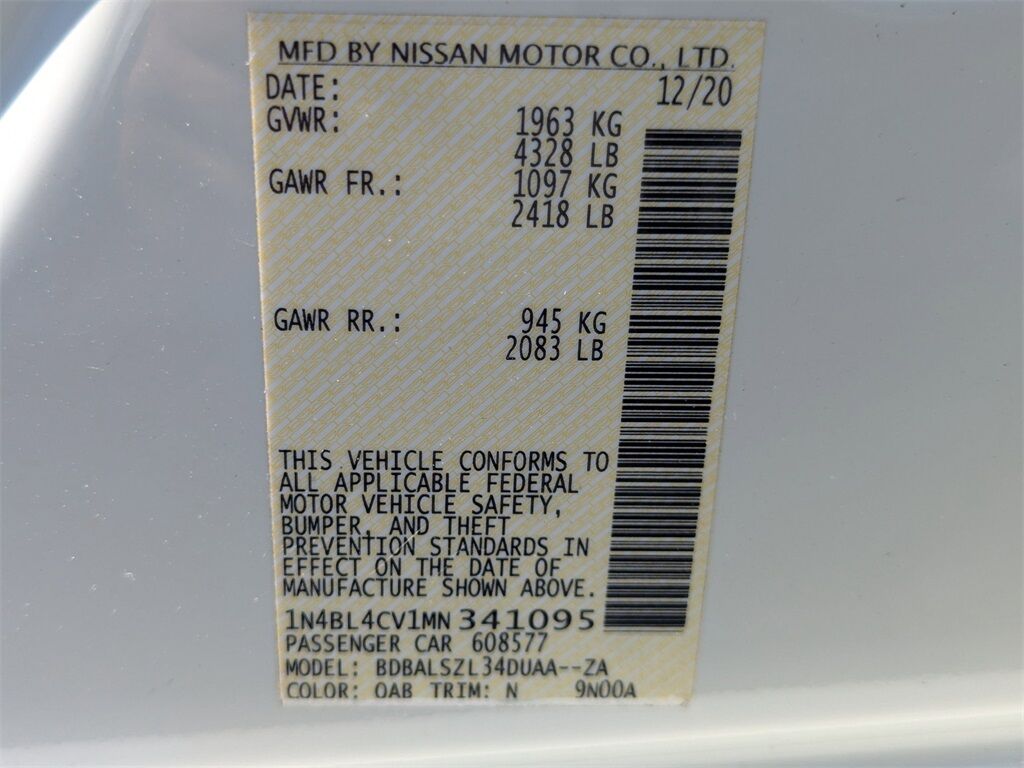 MFD BY NISSAN MOTOR CO., LTD.
DATE: 12/20
GVWR: 1963 KG
4328 LB
GAWR FR.: 1097 KG
2418 LB
GAWR RR.: 945 KG
2083 LB
THIS VEHICLE CONFORMS TO
ALL APPLICABLE FEDERAL
MOTOR VEHICLE SAFETY,
BUMPER, AND THEFT
PREVENTION STANDARDS IN
EFFECT ON THE DATE OF
MANUFACTURE SHOWN ABOVE.
1N4BL4CV1MN341095
PASSENGER CAR 608577
MODEL: BDBALSZL34DUAA--ZA
COLOR: QAB TRIM: N 9N00A